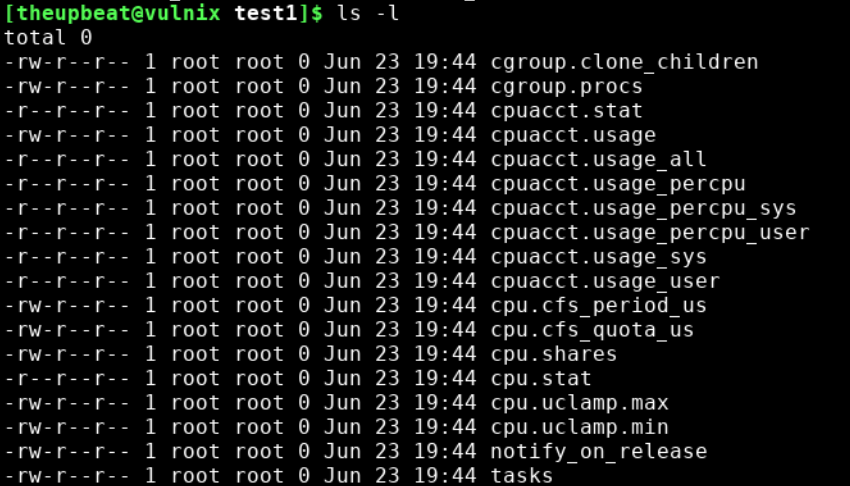 [theupbeat@vulnix test1]$ ls -l
total 0
-rw-r--r-- 1 root root 0 Jun 23 19:44 cgroup.clone_children
-rw-r--r-- 1 root root 0 Jun 23 19:44 cgroup.procs
-r--r--r-- 1 root root 0 Jun 23 19:44 cpuacct.stat
-rw-r--r-- 1 root root 0 Jun 23 19:44 cpuacct.usage
-r--r--r-- 1 root root 0 Jun 23 19:44 cpuacct.usage_all
-r--r--r-- 1 root root 0 Jun 23 19:44 cpuacct.usage_percpu
-r--r--r-- 1 root root 0 Jun 23 19:44 cpuacct.usage_percpu_sys
-r--r--r-- 1 root root 0 Jun 23 19:44 cpuacct.usage_percpu_user
-r--r--r-- 1 root root 0 Jun 23 19:44 cpuacct.usage_sys
-r--r--r-- 1 root root 0 Jun 23 19:44 cpuacct.usage_user
-rw-r--r-- 1 root root 0 Jun 23 19:44 cpu.cfs_period_us
-rw-r--r-- 1 root root 0 Jun 23 19:44 cpu.cfs_quota_us
-rw-r--r-- 1 root root 0 Jun 23 19:44 cpu.shares
-r--r--r-- 1 root root 0 Jun 23 19:44 cpu.stat
-rw-r--r-- 1 root root 0 Jun 23 19:44 cpu.uclamp.max
-rw-r--r-- 1 root root 0 Jun 23 19:44 cpu.uclamp.min
-rw-r--r-- 1 root root 0 Jun 23 19:44 notify_on_release
-rw-r--r-- 1 root root 0 Jun 23 19:44 tasks